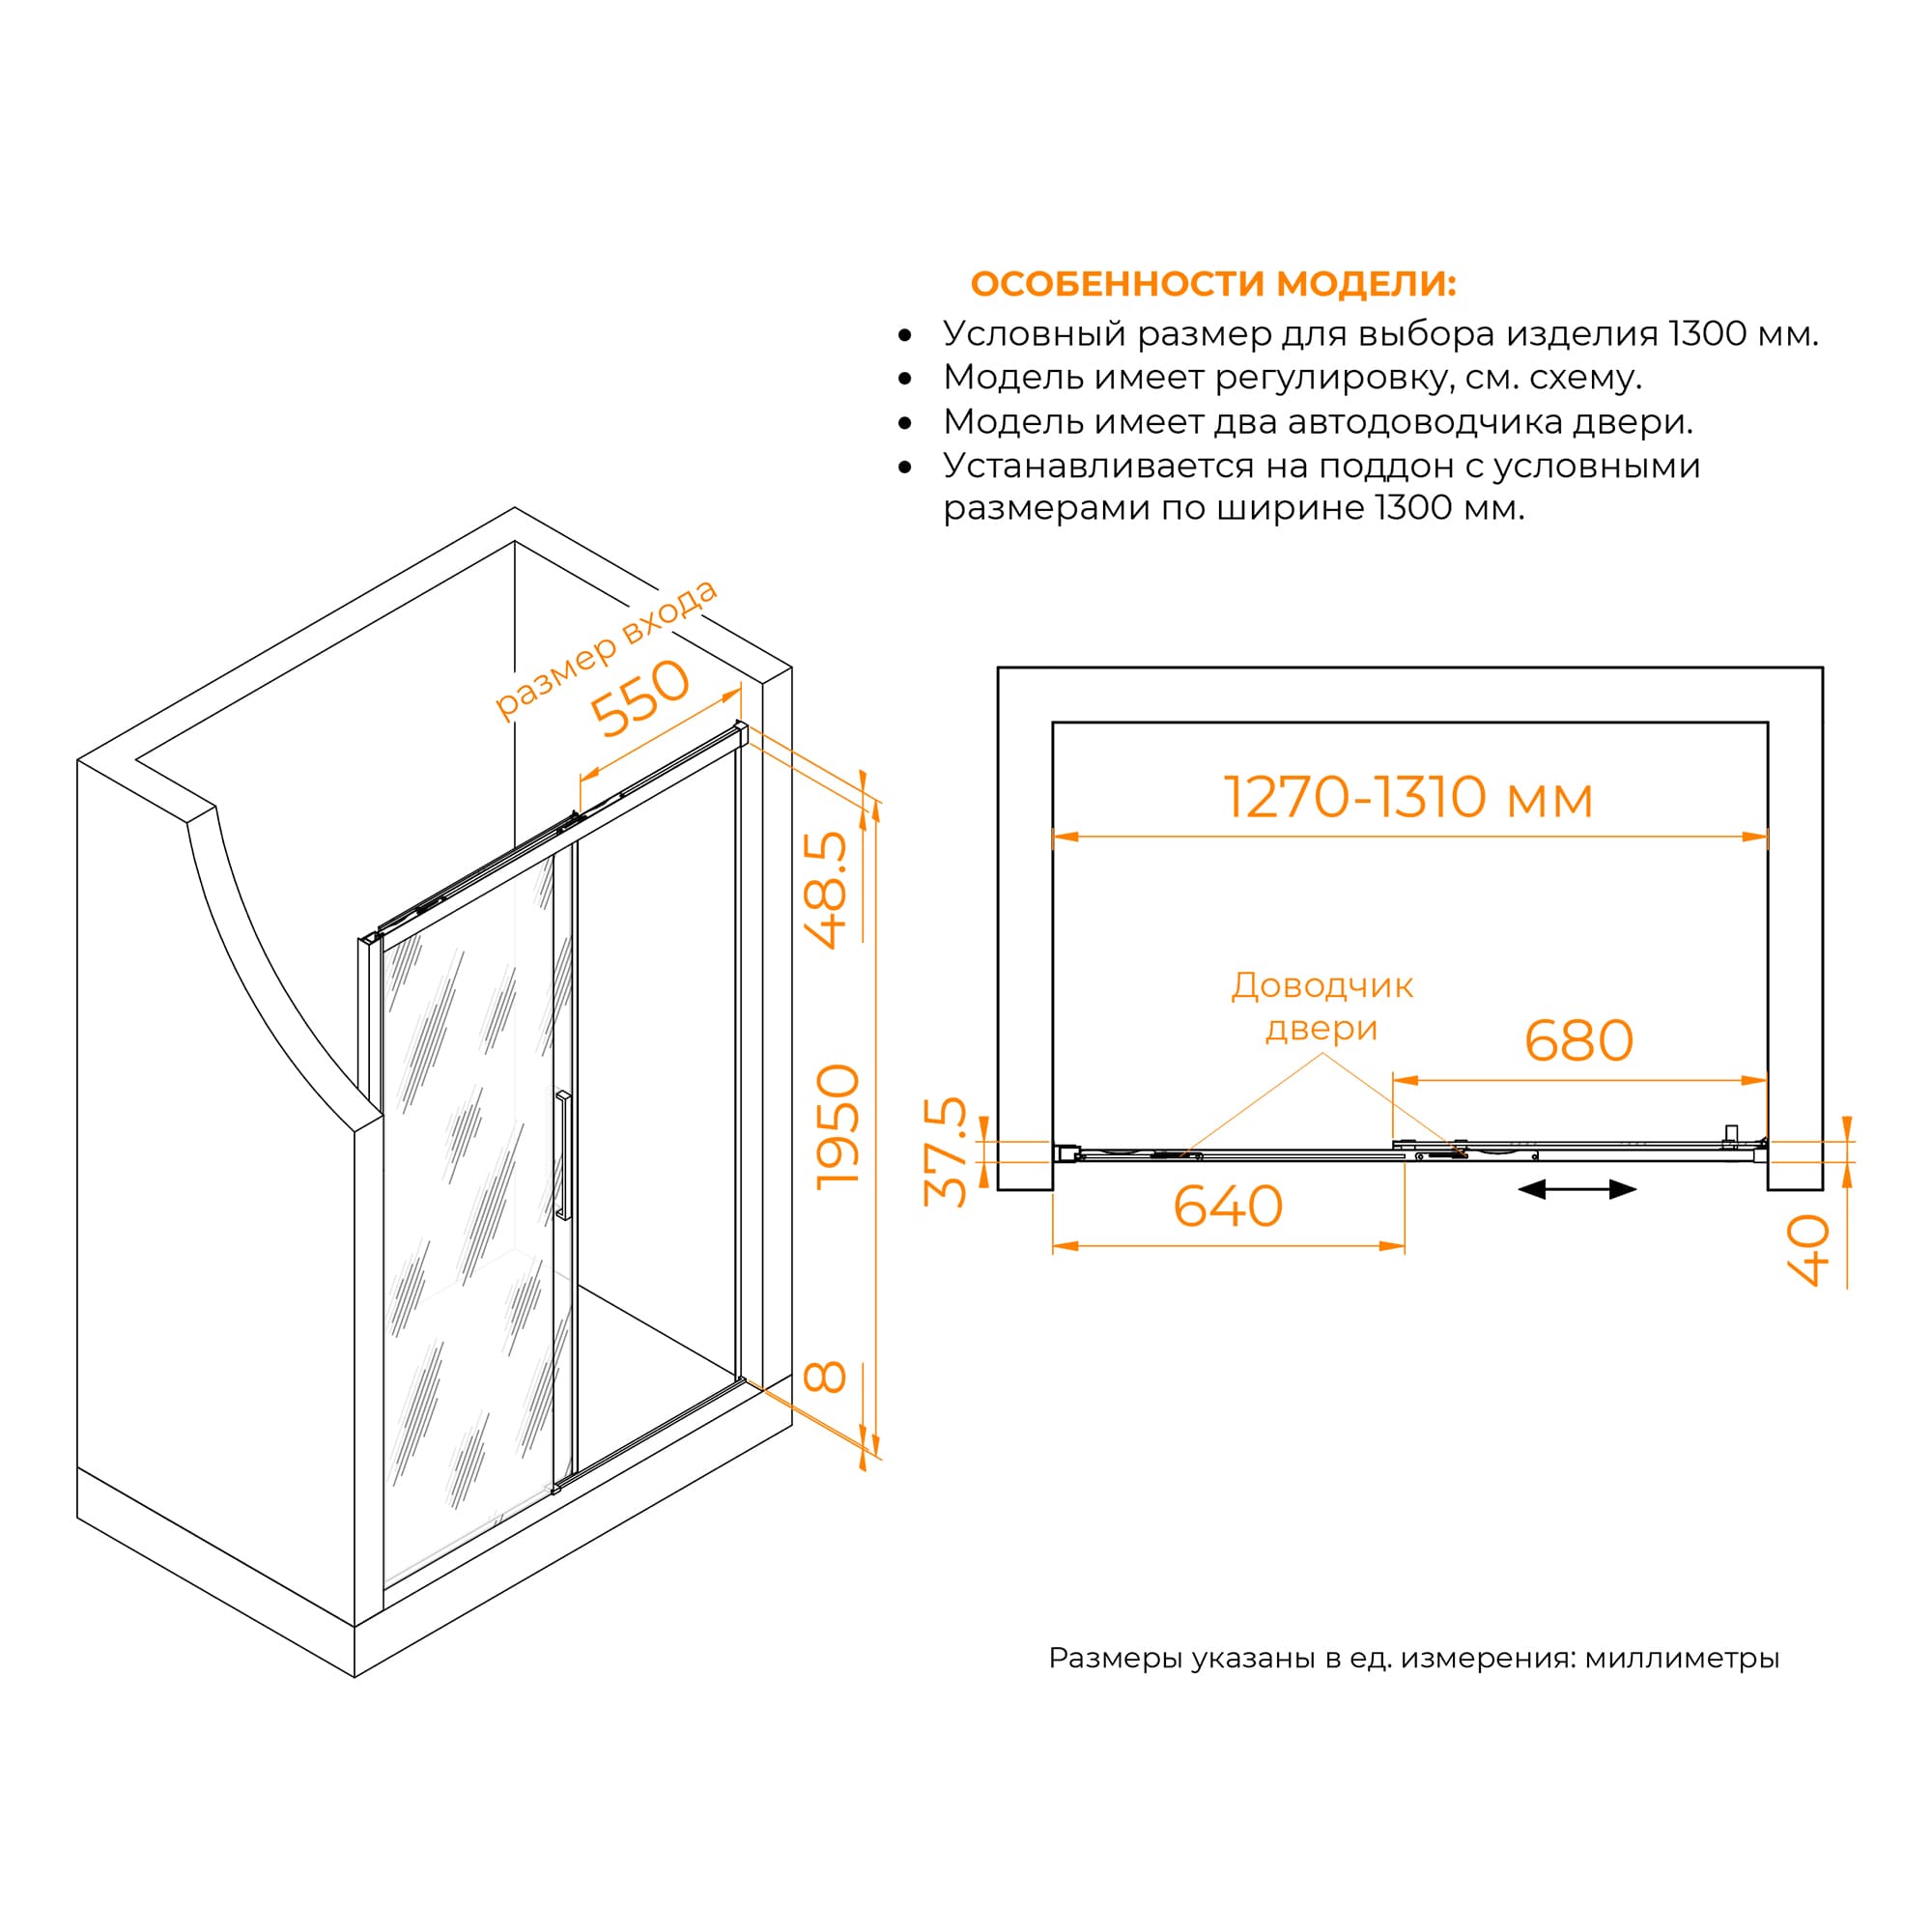 ОСОБЕННОСТИ МОДЕЛИ:
• Условный размер для выбора изделия 1300 мм.
• Модель имеет регулировку, см. схему.
• Модель имеет два автодоводчика двери.
• Устанавливается на поддон с условными
размерами по ширине 1300 мм.
размер входа
550
48.5
1950
8
1270-1310 мм
Доводчик
двери
680
37.5
640
40
Размеры указаны в ед. измерения: миллиметры